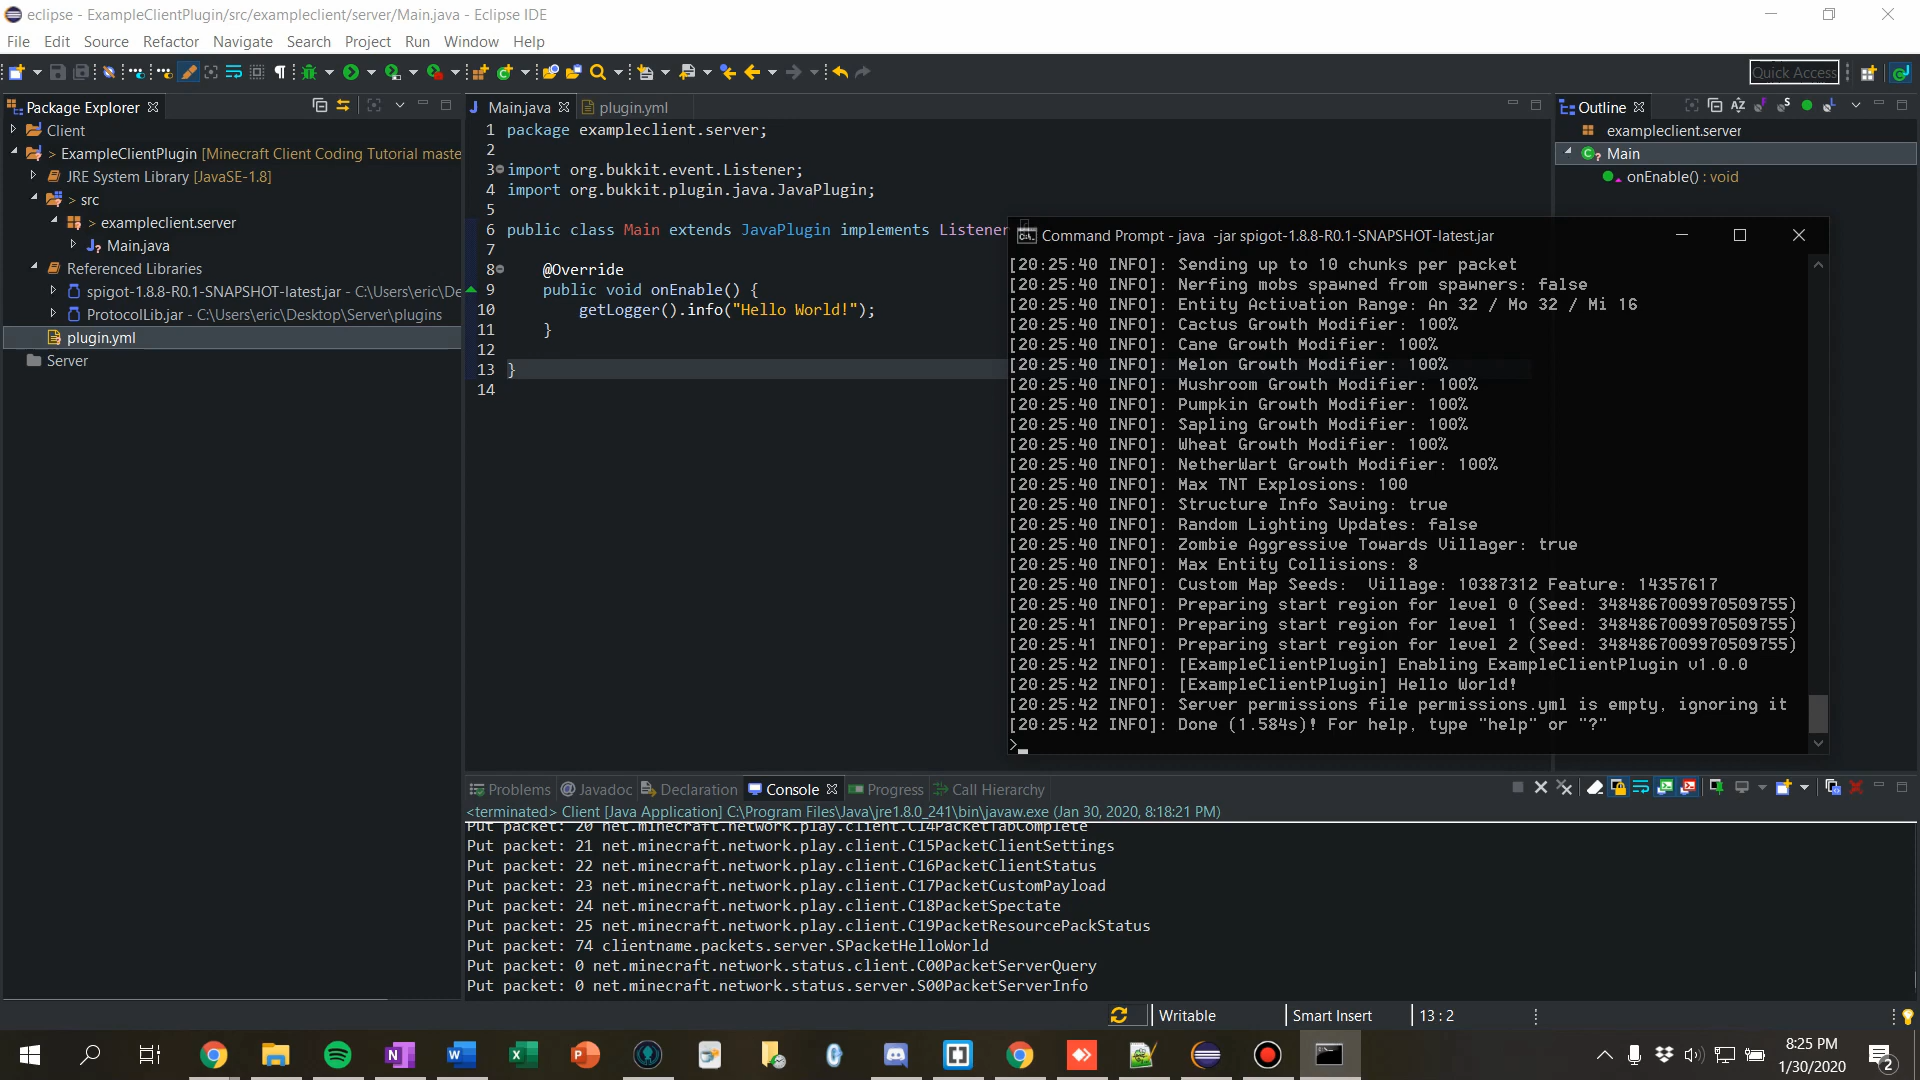 eclipse - ExampleClientPlugin/src/exampleclient/server/Main.java - Eclipse IDE
File Edit Source Refactor Navigate Search Project Run Window Help
Quick Access
Package Explorer
Client
> ExampleClientPlugin [Minecraft Client Coding Tutorial maste
JRE System Library [JavaSE-1.8]
> src
> exampleclient.server
Main.java
Referenced Libraries
spigot-1.8.8-R0.1-SNAPSHOT-latest.jar - C:\Users\eric\De
ProtocolLib.jar - C:\Users\eric\Desktop\Server\plugins
plugin.yml
Server
Main.java plugin.yml
1 package exampleclient.server;
2
3 import org.bukkit.event.Listener;
4 import org.bukkit.plugin.java.JavaPlugin;
5
6 public class Main extends JavaPlugin implements Listener
7
8 @Override
9 public void onEnable() {
10 getLogger().info("Hello World!");
11 }
12
13 }
14
Outline
exampleclient.server
Main
onEnable() : void
Command Prompt - java -jar spigot-1.8.8-R0.1-SNAPSHOT-latest.jar
[20:25:40 INFO]: Sending up to 10 chunks per packet
[20:25:40 INFO]: Nerfing mobs spawned from spawners: false
[20:25:40 INFO]: Entity Activation Range: An 32 / Mo 32 / Mi 16
[20:25:40 INFO]: Cactus Growth Modifier: 100%
[20:25:40 INFO]: Cane Growth Modifier: 100%
[20:25:40 INFO]: Melon Growth Modifier: 100%
[20:25:40 INFO]: Mushroom Growth Modifier: 100%
[20:25:40 INFO]: Pumpkin Growth Modifier: 100%
[20:25:40 INFO]: Sapling Growth Modifier: 100%
[20:25:40 INFO]: Wheat Growth Modifier: 100%
[20:25:40 INFO]: NetherWart Growth Modifier: 100%
[20:25:40 INFO]: Max TNT Explosions: 100
[20:25:40 INFO]: Structure Info Saving: true
[20:25:40 INFO]: Random Lighting Updates: false
[20:25:40 INFO]: Zombie Aggressive Towards Villager: true
[20:25:40 INFO]: Max Entity Collisions: 8
[20:25:40 INFO]: Custom Map Seeds:  Village: 10387312 Feature: 14357617
[20:25:40 INFO]: Preparing start region for level 0 (Seed: 3484867009970509755)
[20:25:41 INFO]: Preparing start region for level 1 (Seed: 3484867009970509755)
[20:25:41 INFO]: Preparing start region for level 2 (Seed: 3484867009970509755)
[20:25:42 INFO]: [ExampleClientPlugin] Enabling ExampleClientPlugin v1.0.0
[20:25:42 INFO]: [ExampleClientPlugin] Hello World!
[20:25:42 INFO]: Server permissions file permissions.yml is empty, ignoring it
[20:25:42 INFO]: Done (1.584s)! For help, type "help" or "?"
>_
Problems Javadoc Declaration Console Progress Call Hierarchy
<terminated> Client [Java Application] C:\Program Files\Java\jre1.8.0_241\bin\javaw.exe (Jan 30, 2020, 8:18:21 PM)
Put packet: 20 net.minecraft.network.play.client.C14PacketTabComplete
Put packet: 21 net.minecraft.network.play.client.C15PacketClientSettings
Put packet: 22 net.minecraft.network.play.client.C16PacketClientStatus
Put packet: 23 net.minecraft.network.play.client.C17PacketCustomPayload
Put packet: 24 net.minecraft.network.play.client.C18PacketSpectate
Put packet: 25 net.minecraft.network.play.client.C19PacketResourcePackStatus
Put packet: 74 clientname.packets.server.SPacketHelloWorld
Put packet: 0 net.minecraft.network.status.client.C00PacketServerQuery
Put packet: 0 net.minecraft.network.status.server.S00PacketServerInfo
Writable Smart Insert 13 : 2
8:25 PM
1/30/2020
2